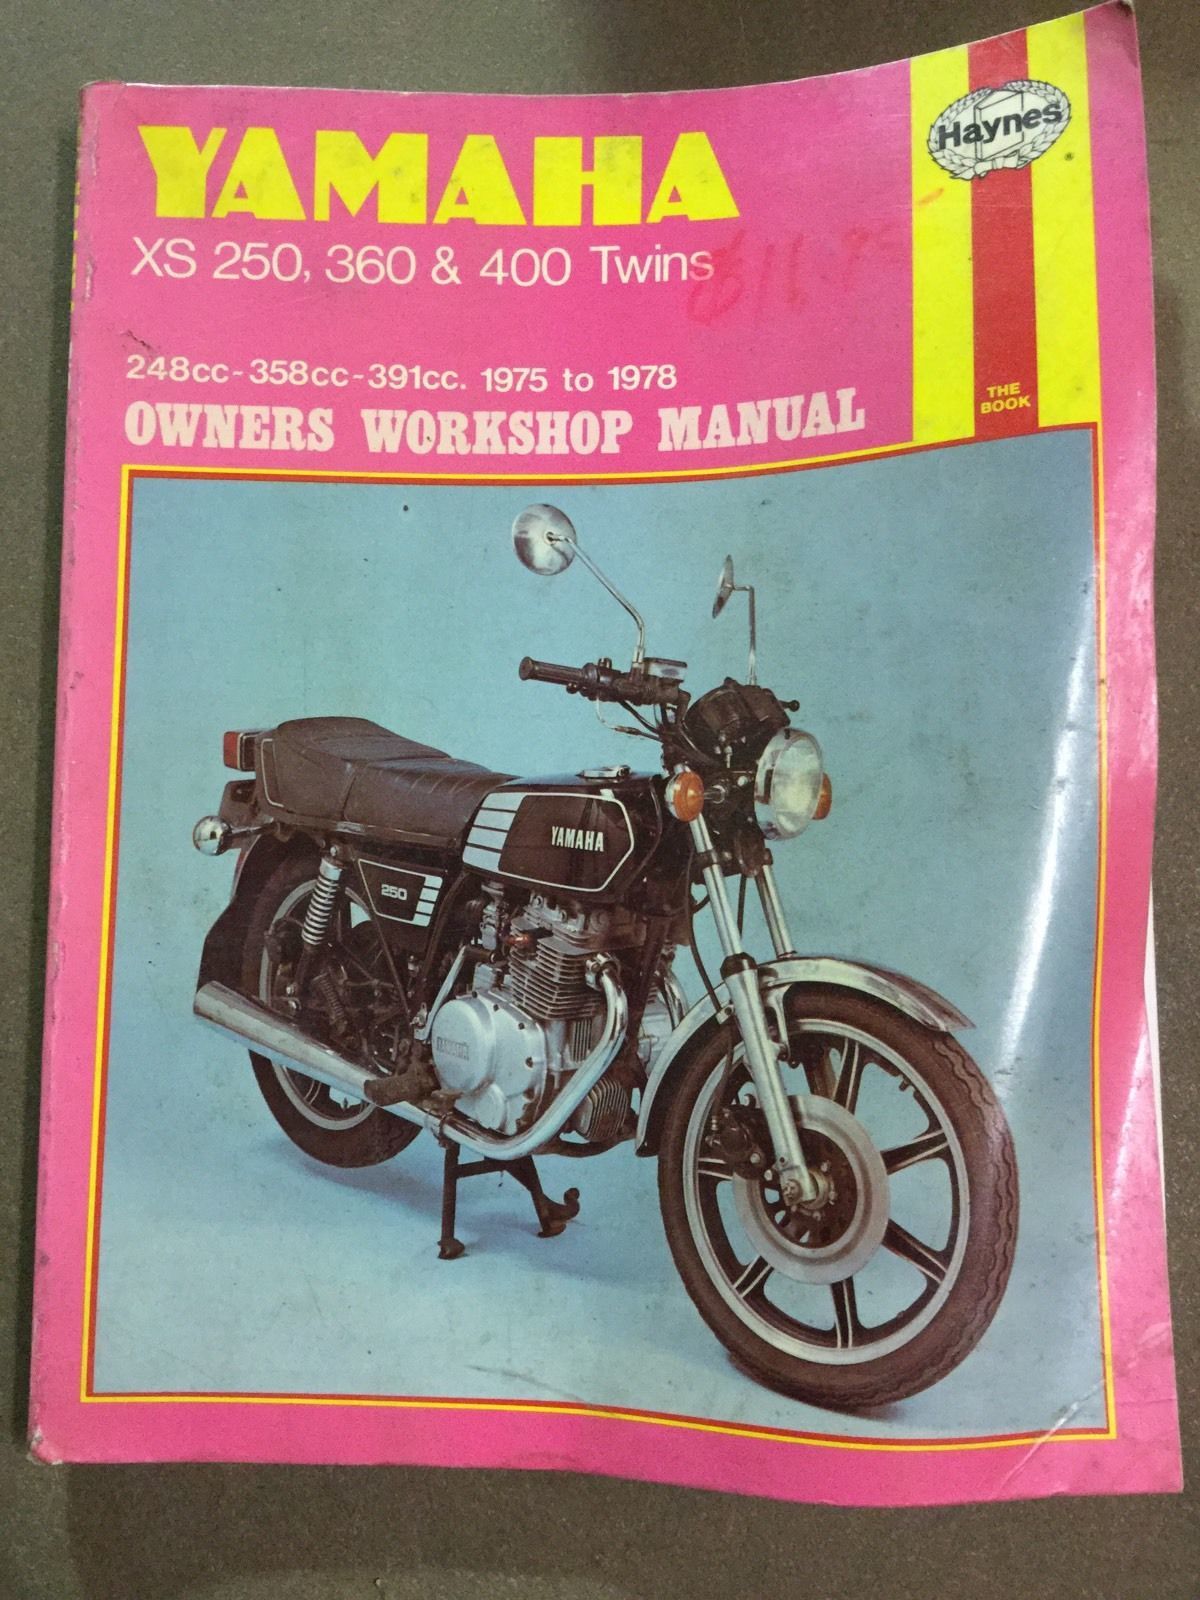 Haynes
YAMAHA
XS 250, 360 & 400 Twins
248cc-358cc-391cc. 1975 to 1978
THE
BOOK
OWNERS WORKSHOP MANUAL
YAMAHA
250
YAMAHA